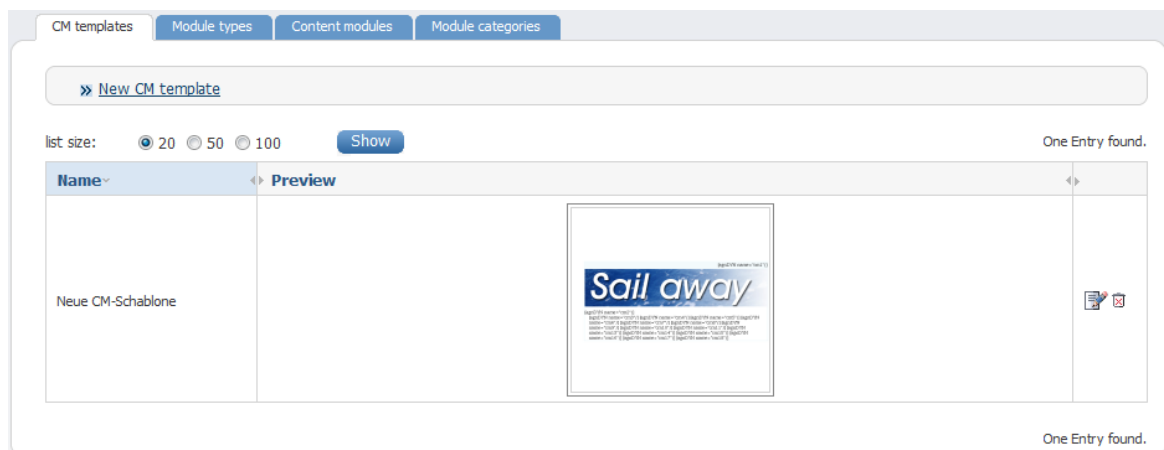 CM templates Module types Content modules Module categories
» New CM template
list size: 20 50 100 Show One Entry found.
Name Preview
Sail away
Neue CM-Schablone
One Entry found.